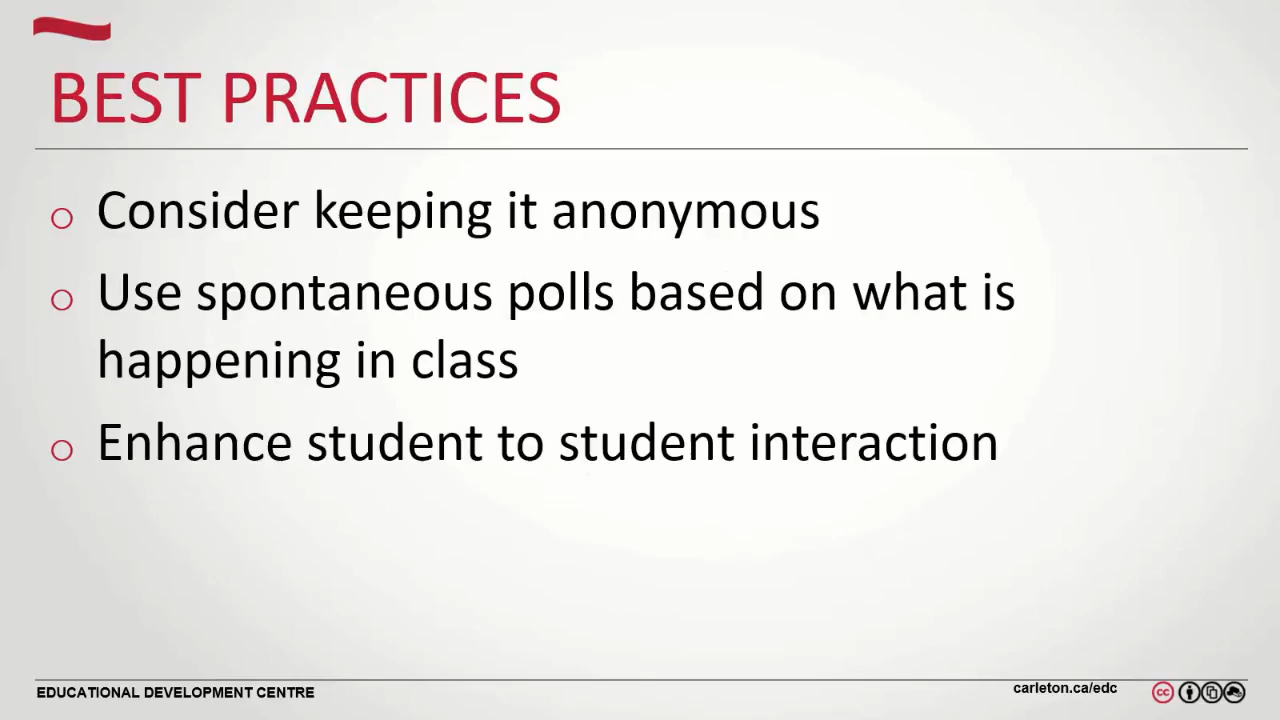 BEST PRACTICES
o Consider keeping it anonymous
o Use spontaneous polls based on what is
happening in class
o Enhance student to student interaction
EDUCATIONAL DEVELOPMENT CENTRE
carleton.ca/edc
cc